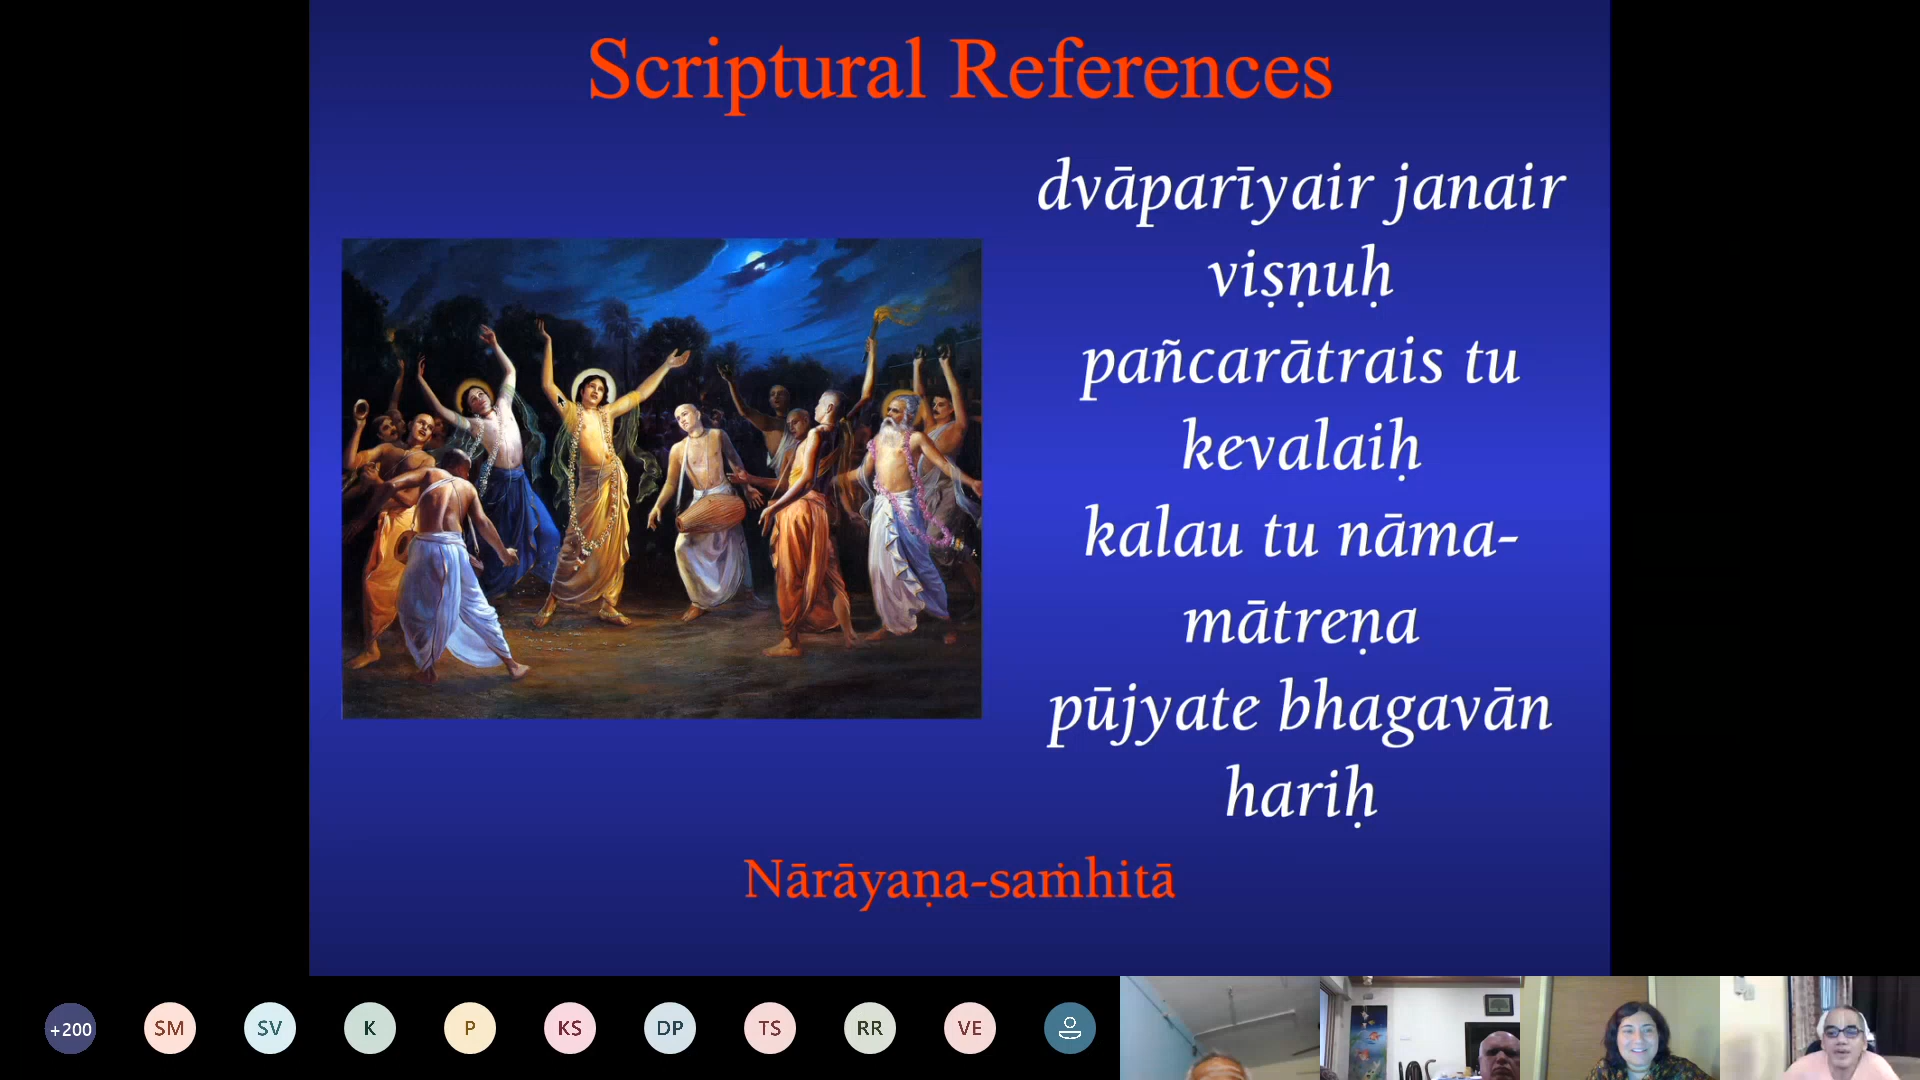 Scriptural References
dvāparīyair janair
viṣṇuḥ
pañcarātrais tu
kevalaiḥ
kalau tu nāma-
mātreṇa
pūjyate bhagavān
hariḥ
Nārāyaṇa-saṁhitā
+200
SM
SV
K
P
KS
DP
TS
RR
VE